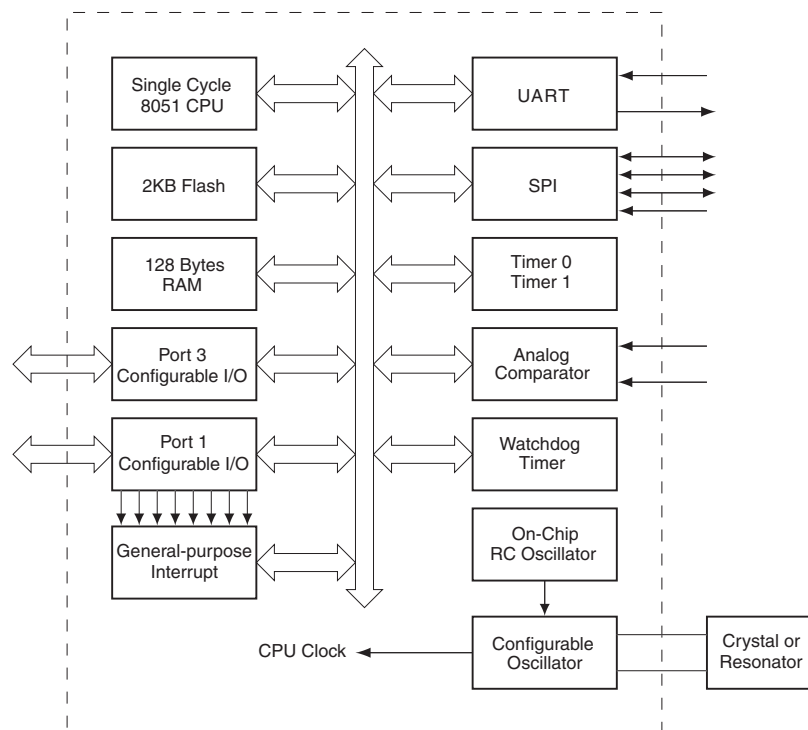 Single Cycle
8051 CPU
UART
2KB Flash
SPI
128 Bytes
RAM
Timer 0
Timer 1
Port 3
Configurable I/O
Analog
Comparator
Port 1
Configurable I/O
Watchdog
Timer
General-purpose
Interrupt
On-Chip
RC Oscillator
CPU Clock
Configurable
Oscillator
Crystal or
Resonator